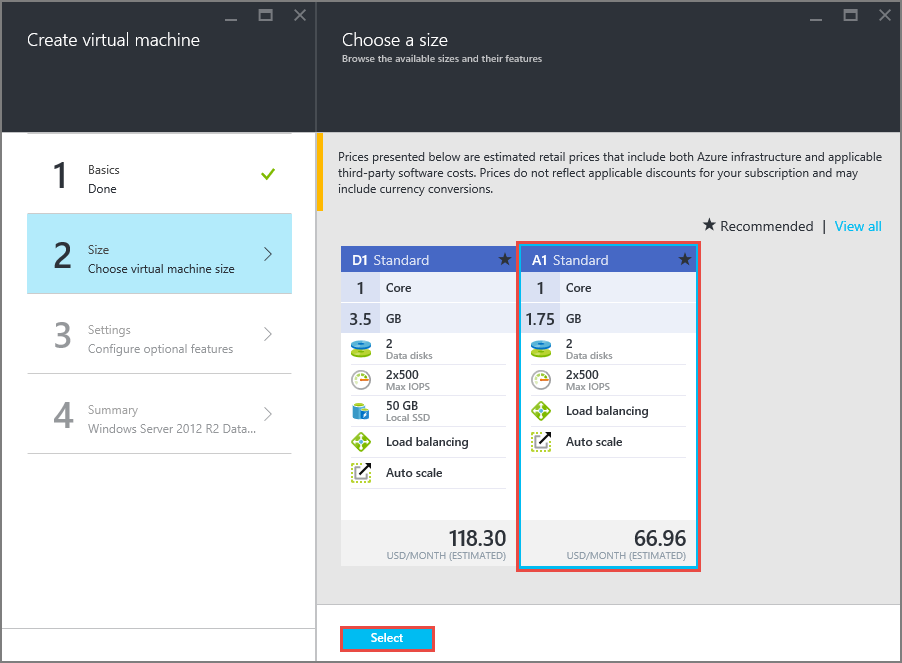 Create virtual machine
1
Basics
Done
2
Size
Choose virtual machine size
3
Settings
Configure optional features
4
Summary
Windows Server 2012 R2 Data...
Choose a size
Browse the available sizes and their features
Prices presented below are estimated retail prices that include both Azure infrastructure and applicable
third-party software costs. Prices do not reflect applicable discounts for your subscription and may
include currency conversions.
★ Recommended | View all
D1 Standard ★
1 Core
3.5 GB
2
Data disks
2x500
Max IOPS
50 GB
Local SSD
Load balancing
Auto scale
118.30
USD/MONTH (ESTIMATED)
A1 Standard ★
1 Core
1.75 GB
2
Data disks
2x500
Max IOPS
Load balancing
Auto scale
66.96
USD/MONTH (ESTIMATED)
Select